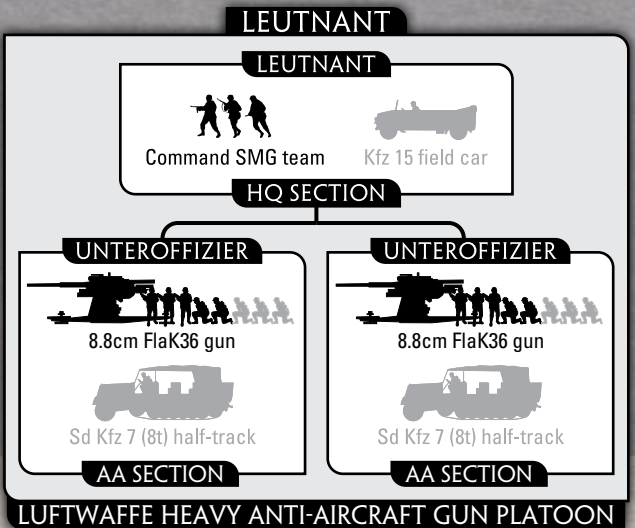 LEUTNANT
LEUTNANT
Command SMG team
Kfz 15 field car
HQ SECTION
UNTEROFFIZIER
8.8cm FlaK36 gun
Sd Kfz 7 (8t) half-track
AA SECTION
UNTEROFFIZIER
8.8cm FlaK36 gun
Sd Kfz 7 (8t) half-track
AA SECTION
LUFTWAFFE HEAVY ANTI-AIRCRAFT GUN PLATOON